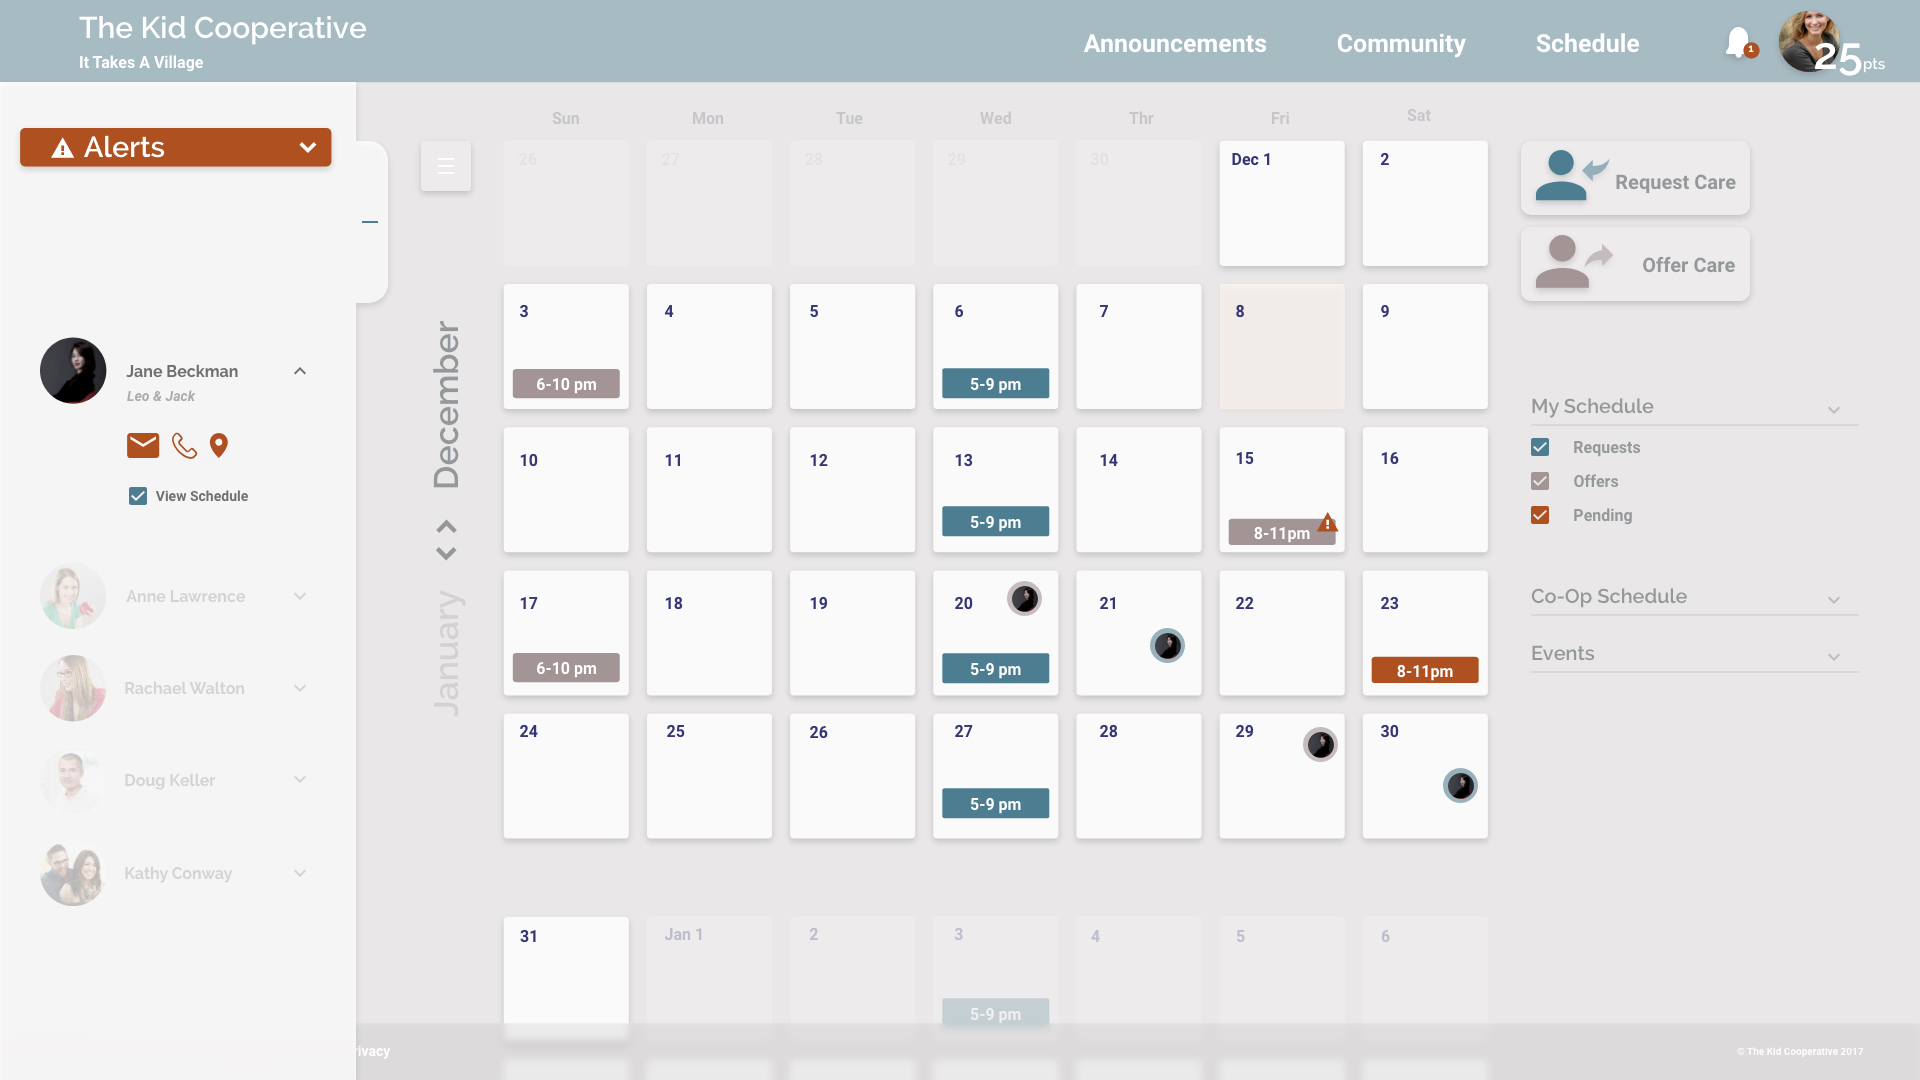 The Kid Cooperative
It Takes A Village
Announcements
Community
Schedule
1
25pts
Alerts
Jane Beckman
Leo & Jack
View Schedule
Anne Lawrence
Rachael Walton
Doug Keller
Kathy Conway
December
January
Sun Mon Tue Wed Thr Fri Sat
26 27 28 29 30 Dec 1 2
3 4 5 6 7 8 9
6-10 pm 5-9 pm
10 11 12 13 14 15 16
5-9 pm 8-11pm
17 18 19 20 21 22 23
6-10 pm 5-9 pm 8-11pm
24 25 26 27 28 29 30
5-9 pm
31 Jan 1 2 3 4 5 6
5-9 pm
Request Care
Offer Care
My Schedule
Requests
Offers
Pending
Co-Op Schedule
Events
rivacy
© The Kid Cooperative 2017